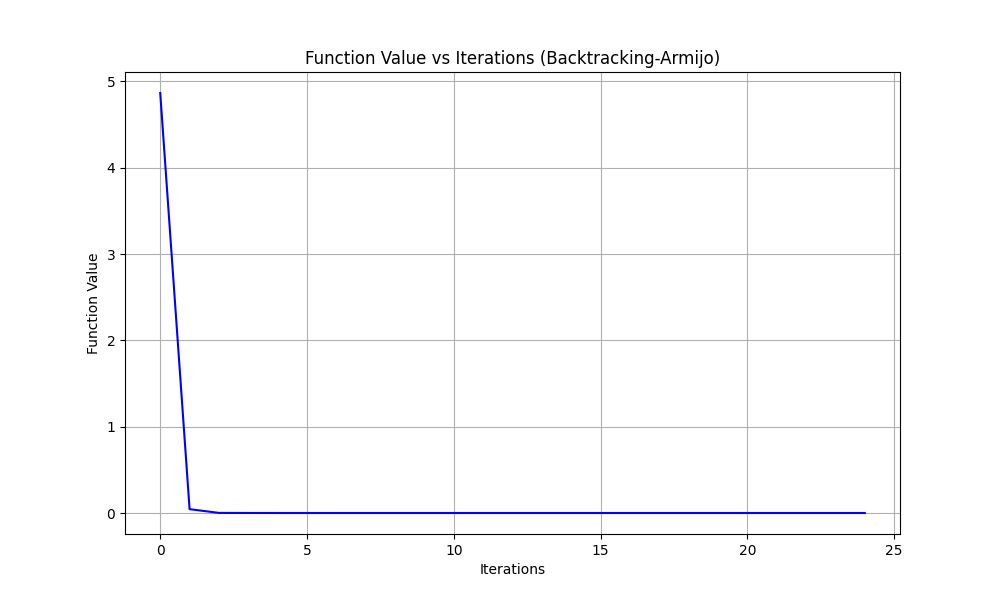 Function Value vs Iterations (Backtracking-Armijo)
5
4
3
2
1
0
Function Value
0 5 10 15 20 25
Iterations